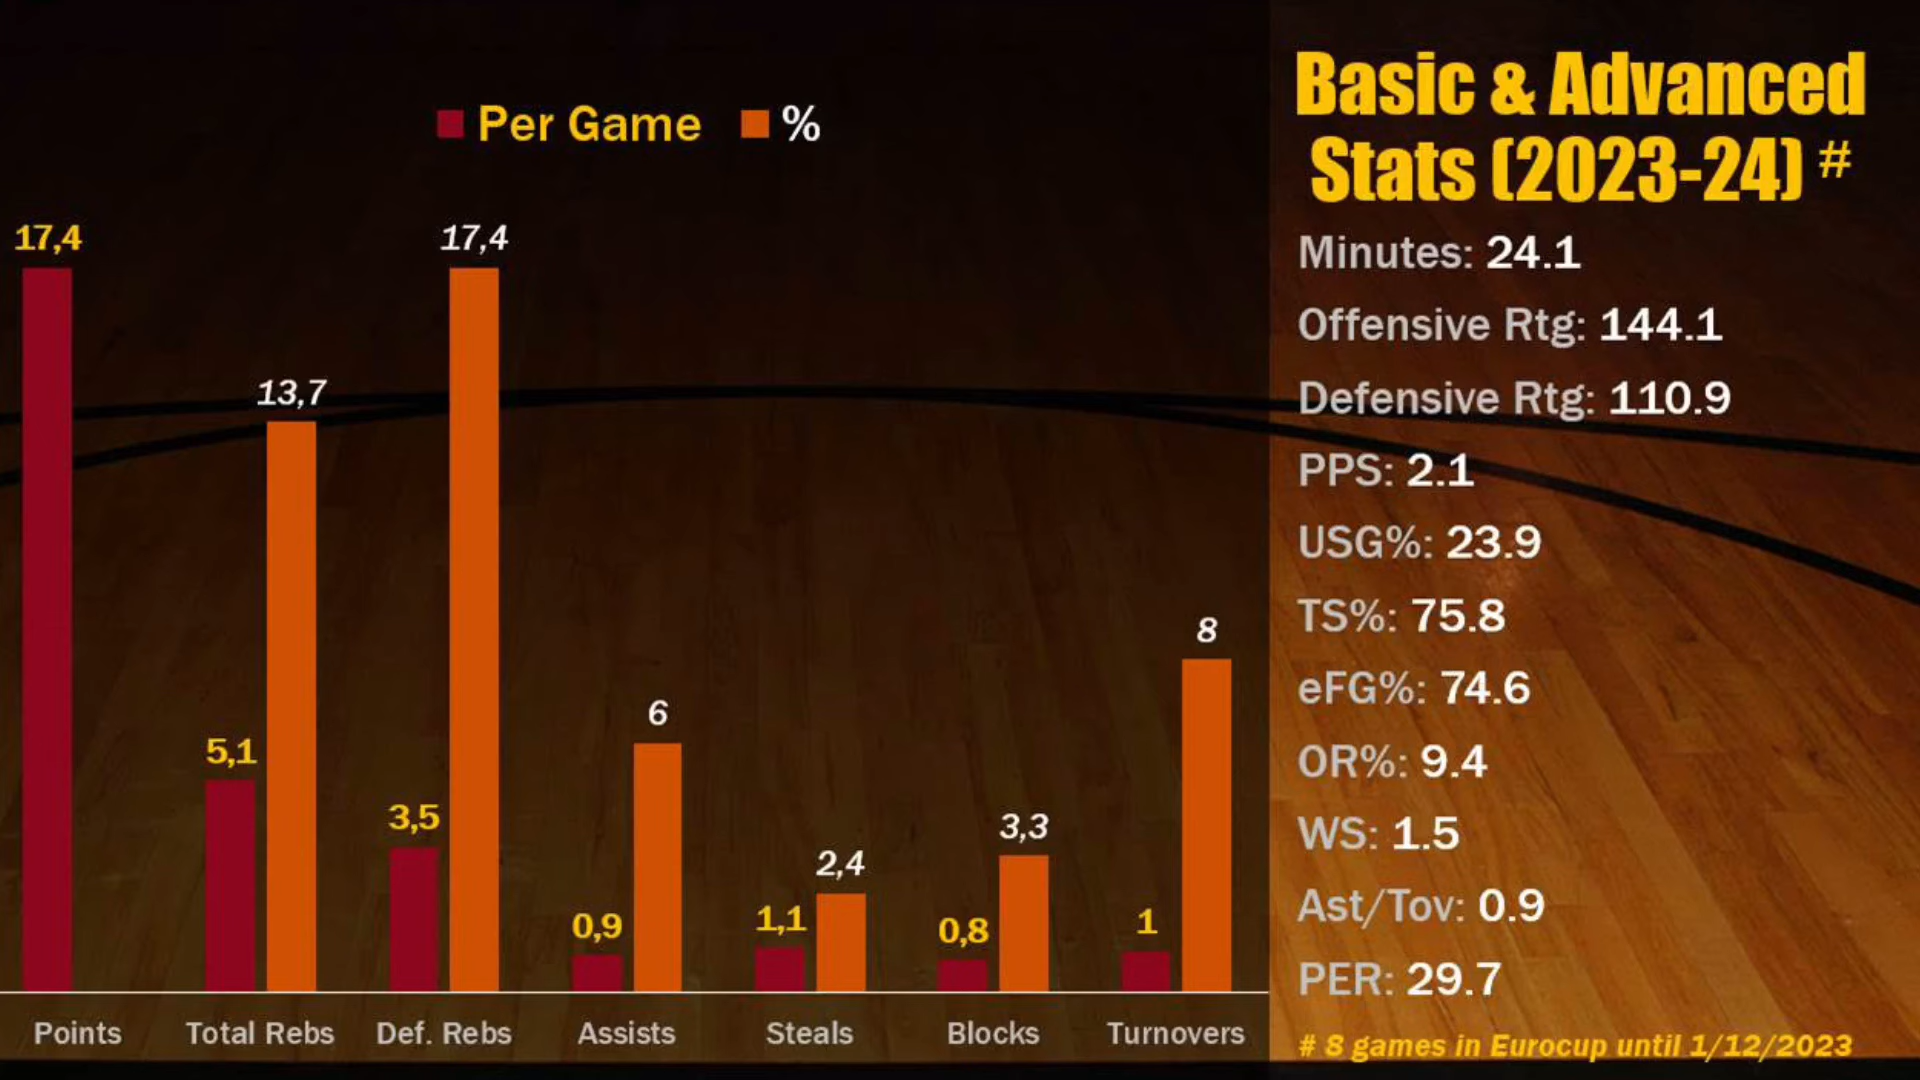 Per Game %
17,4
5,1
13,7
3,5
17,4
0,9
6
1,1
2,4
0,8
3,3
1
8
Points Total Rebs Def. Rebs Assists Steals Blocks Turnovers
Basic & Advanced
Stats (2023-24) #
Minutes: 24.1
Offensive Rtg: 144.1
Defensive Rtg: 110.9
PPS: 2.1
USG%: 23.9
TS%: 75.8
eFG%: 74.6
OR%: 9.4
WS: 1.5
Ast/Tov: 0.9
PER: 29.7
# 8 games in Eurocup until 1/12/2023